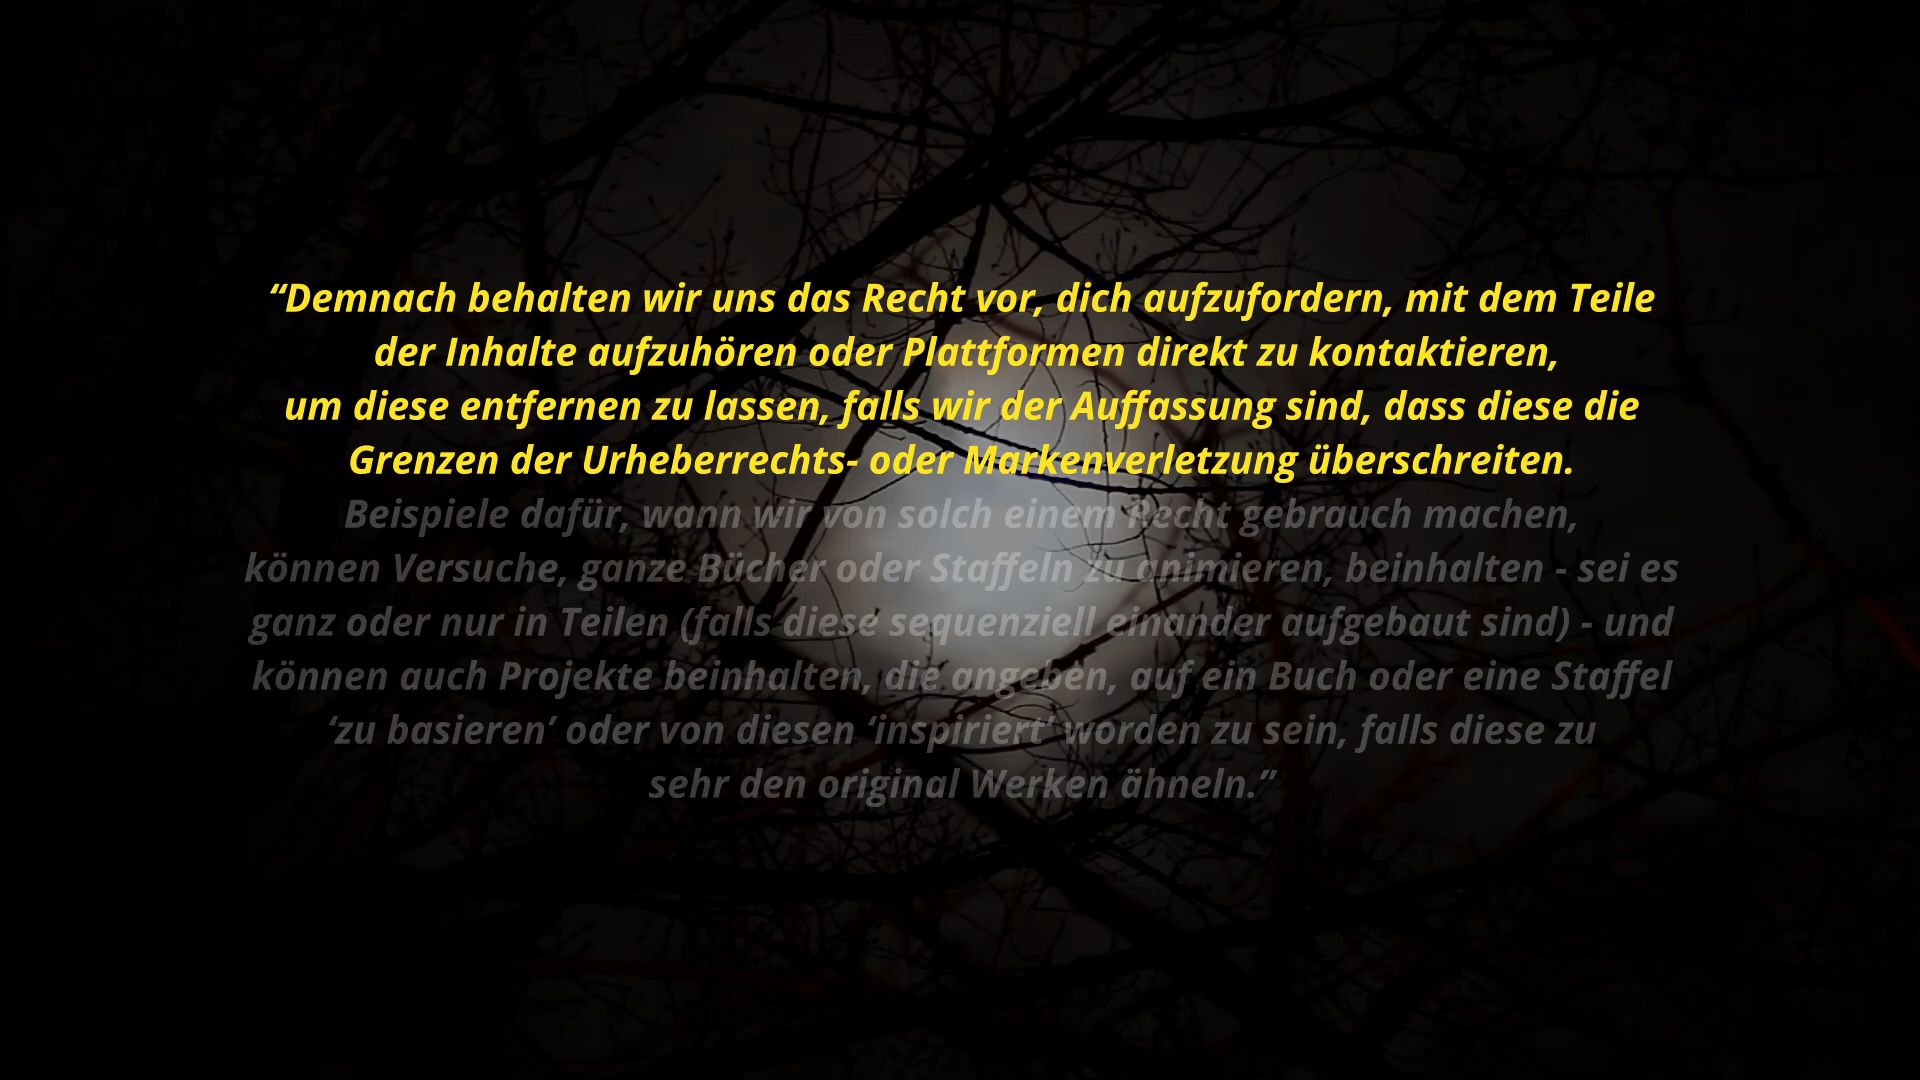 “Demnach behalten wir uns das Recht vor, dich aufzufordern, mit dem Teile
der Inhalte aufzuhören oder Plattformen direkt zu kontaktieren,
um diese entfernen zu lassen, falls wir der Auffassung sind, dass diese die
Grenzen der Urheberrechts- oder Markenverletzung überschreiten.
Beispiele dafür, wann wir von solch einem Recht gebrauch machen,
können Versuche, ganze Bücher oder Staffeln zu animieren, beinhalten - sei es
ganz oder nur in Teilen (falls diese sequenziell einander aufgebaut sind) - und
können auch Projekte beinhalten, die angeben, auf ein Buch oder eine Staffel
‘zu basieren’ oder von diesen ‘inspiriert’ worden zu sein, falls diese zu
sehr den original Werken ähneln.”